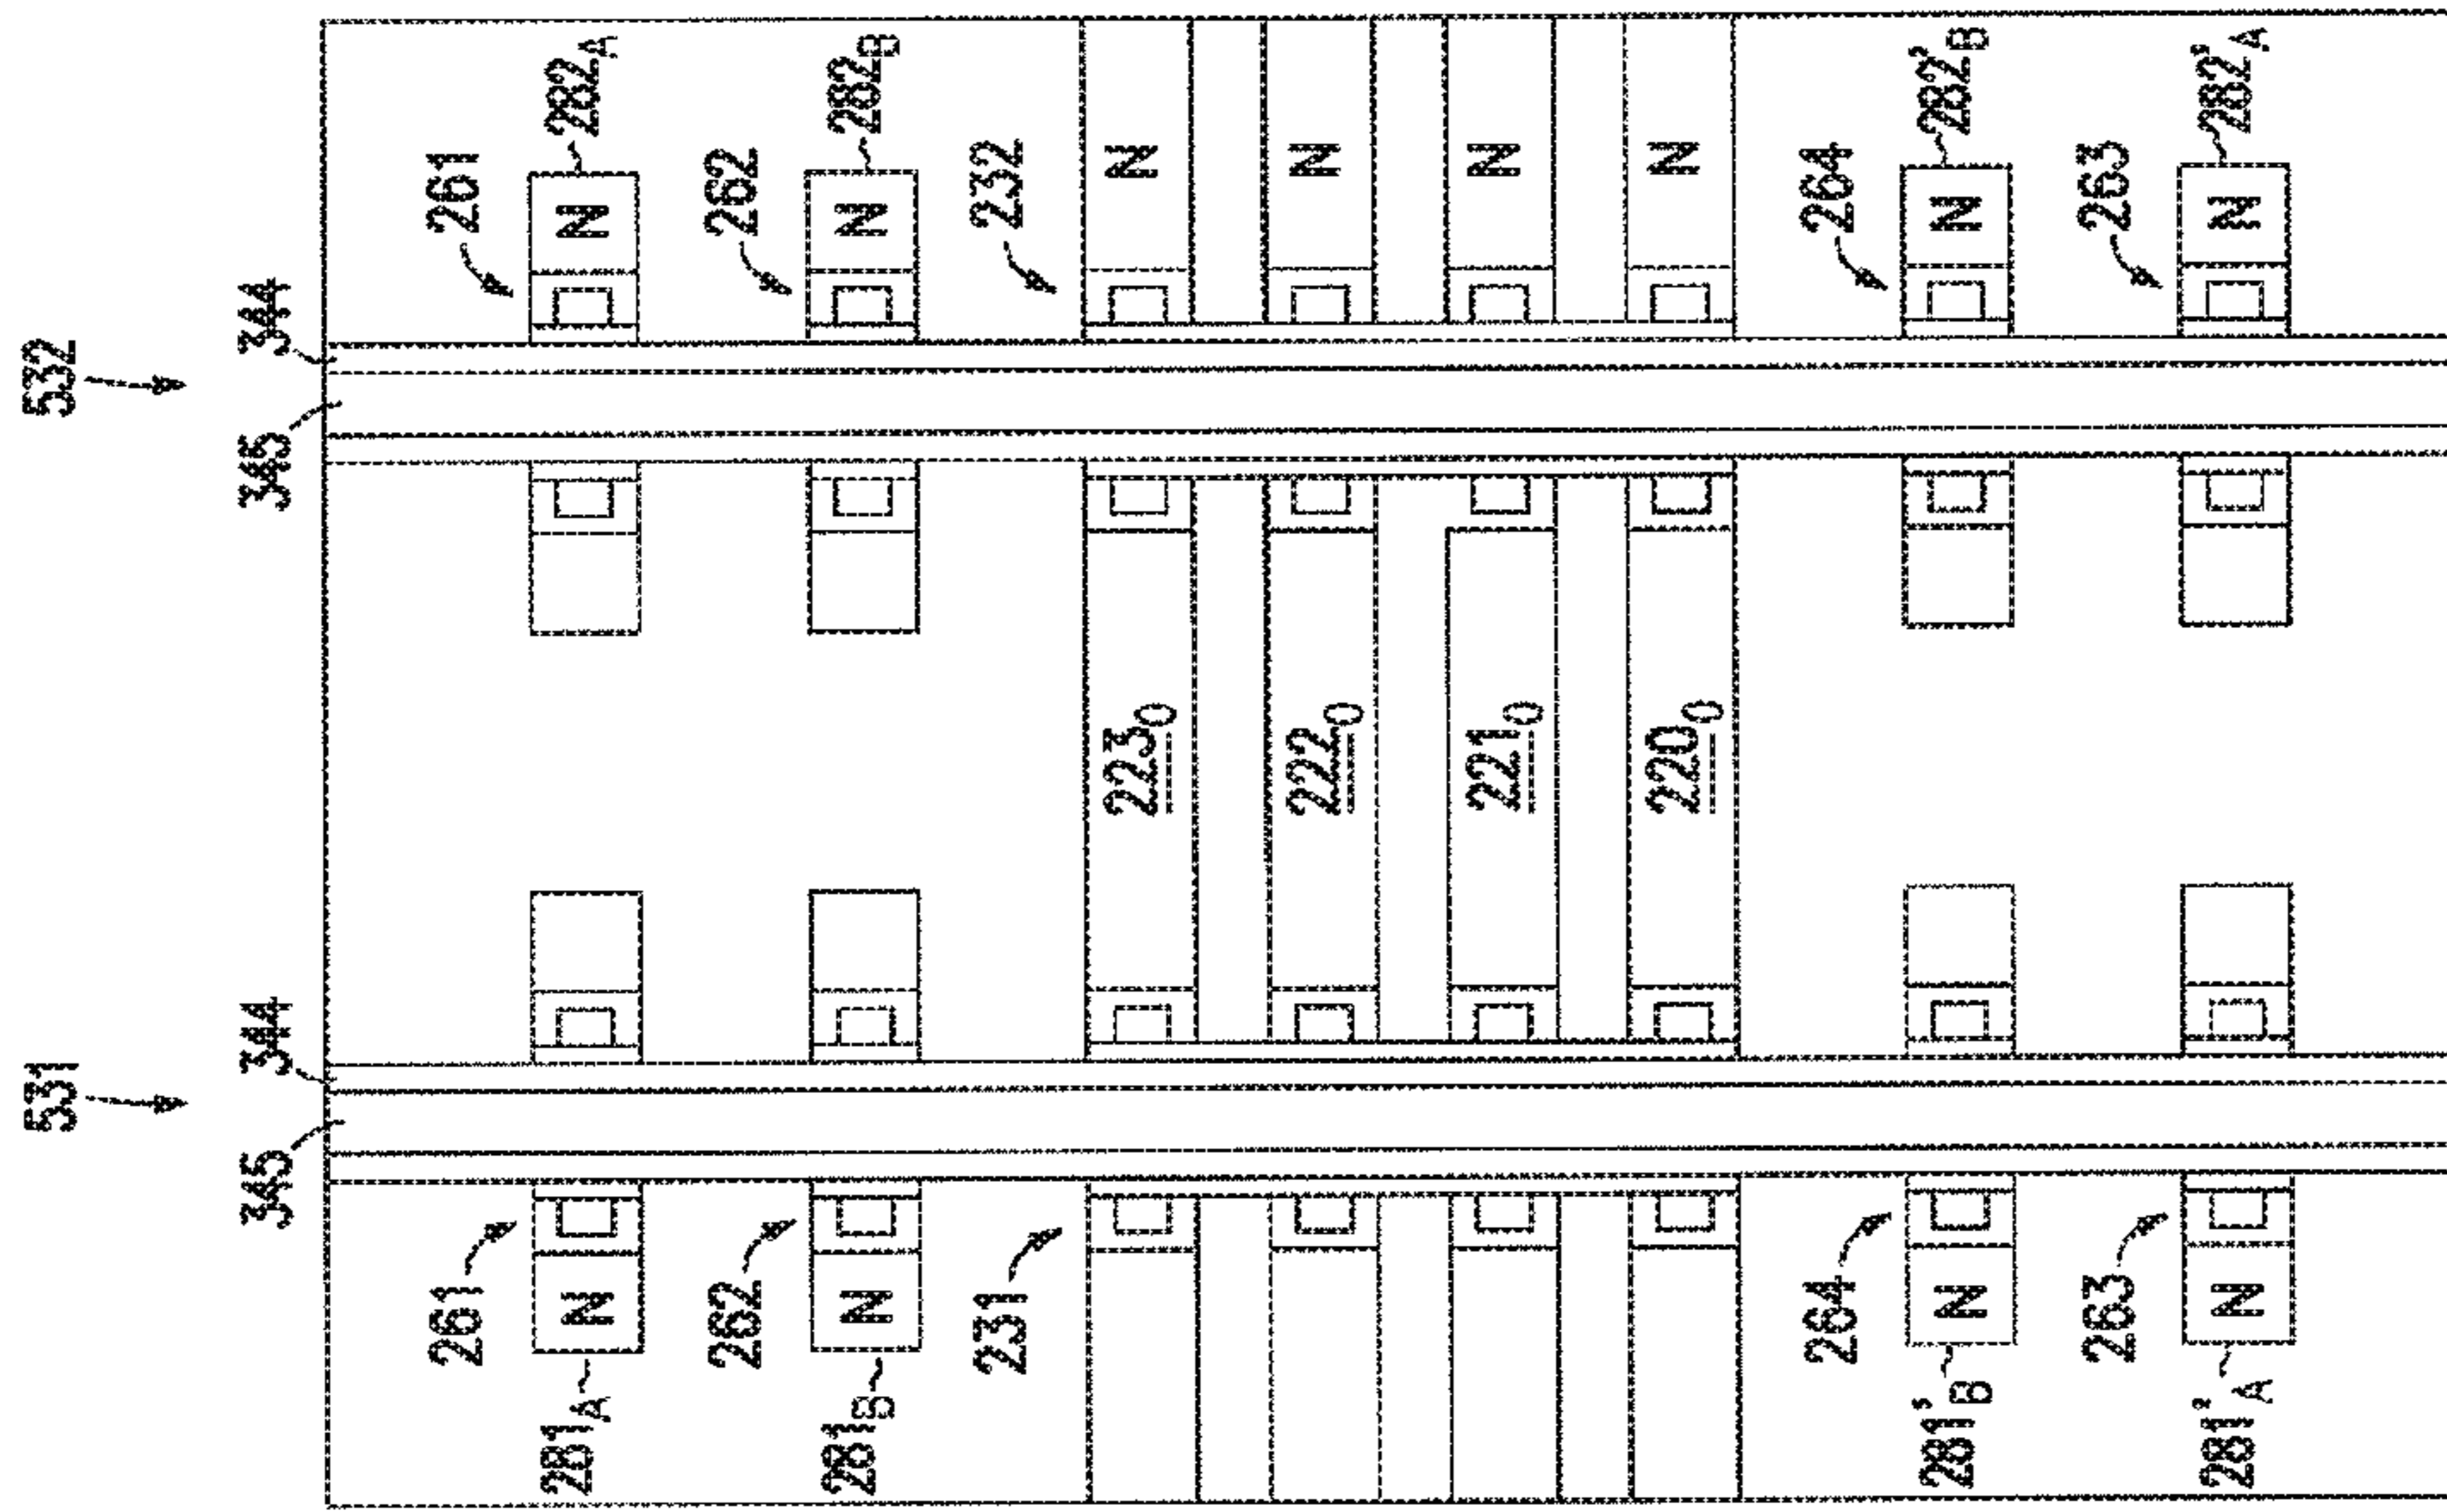 531 532
345 344 345 344
261 261
281A N N 282A
262 262
281B N N 282B
231 232
223O N
222O N
221O N
220O N
264 264
281'B N N 282'B
263 263
281'A N N 282'A